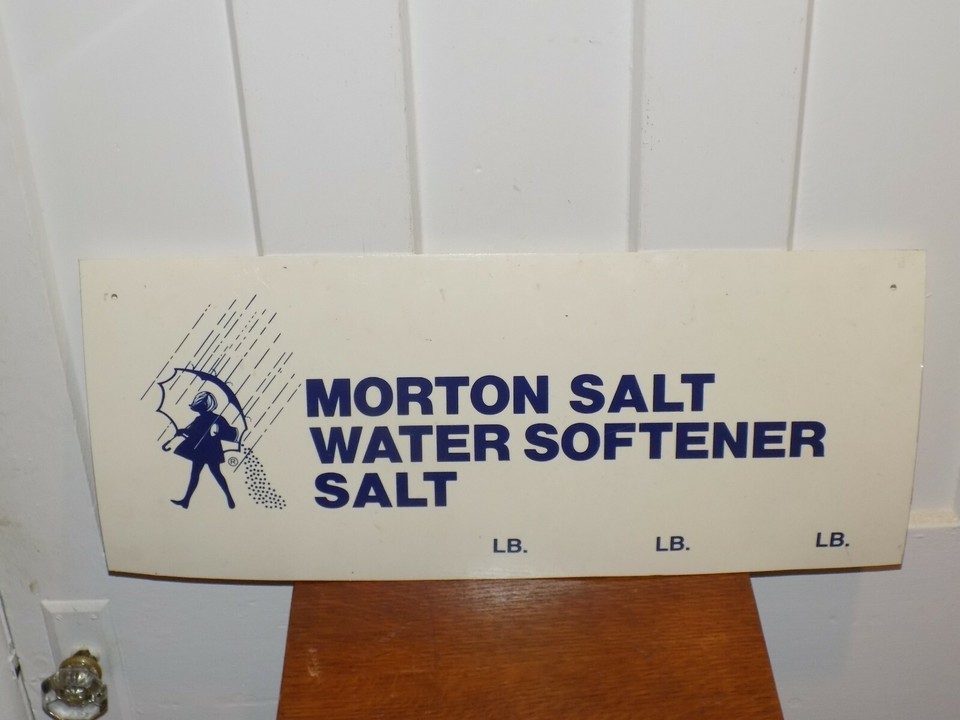 MORTON SALT
WATER SOFTENER
SALT
®
LB. LB. LB.